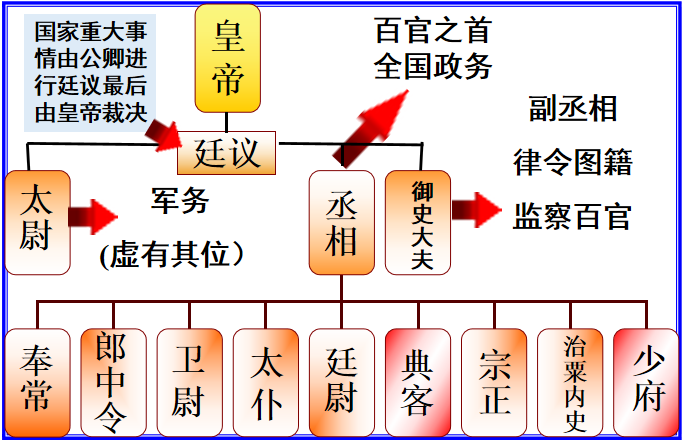 国家重大事
情由公卿进
行廷议最后
由皇帝裁决
皇帝
百官之首
全国政务
廷议
副丞相
律令图籍
监察百官
太尉
军务
(虚有其位）
丞相
御史大夫
奉常
郎中令
卫尉
太仆
廷尉
典客
宗正
治粟内史
少府